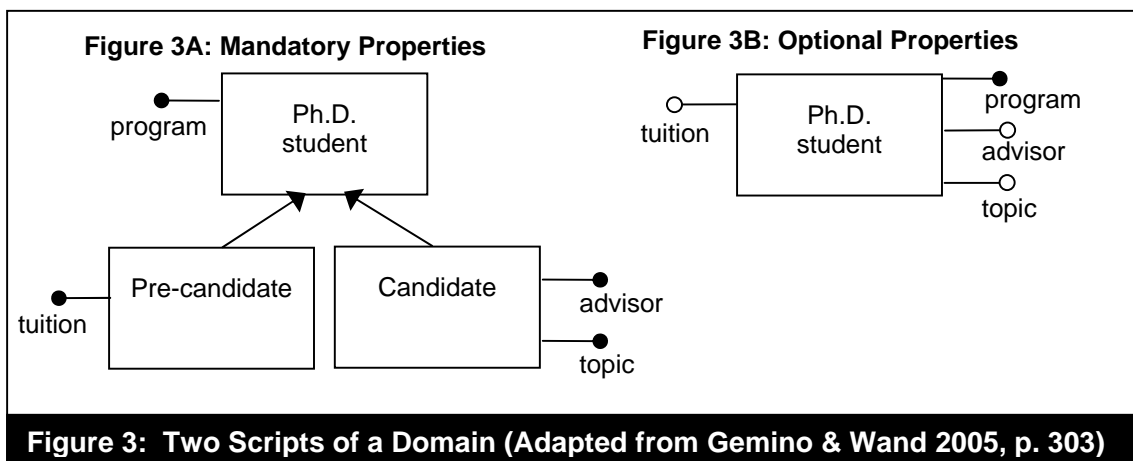 Figure 3A: Mandatory Properties
program
Ph.D.
student
Pre-candidate
tuition
Candidate
advisor
topic
Figure 3B: Optional Properties
tuition
Ph.D.
student
program
advisor
topic
Figure 3: Two Scripts of a Domain (Adapted from Gemino & Wand 2005, p. 303)